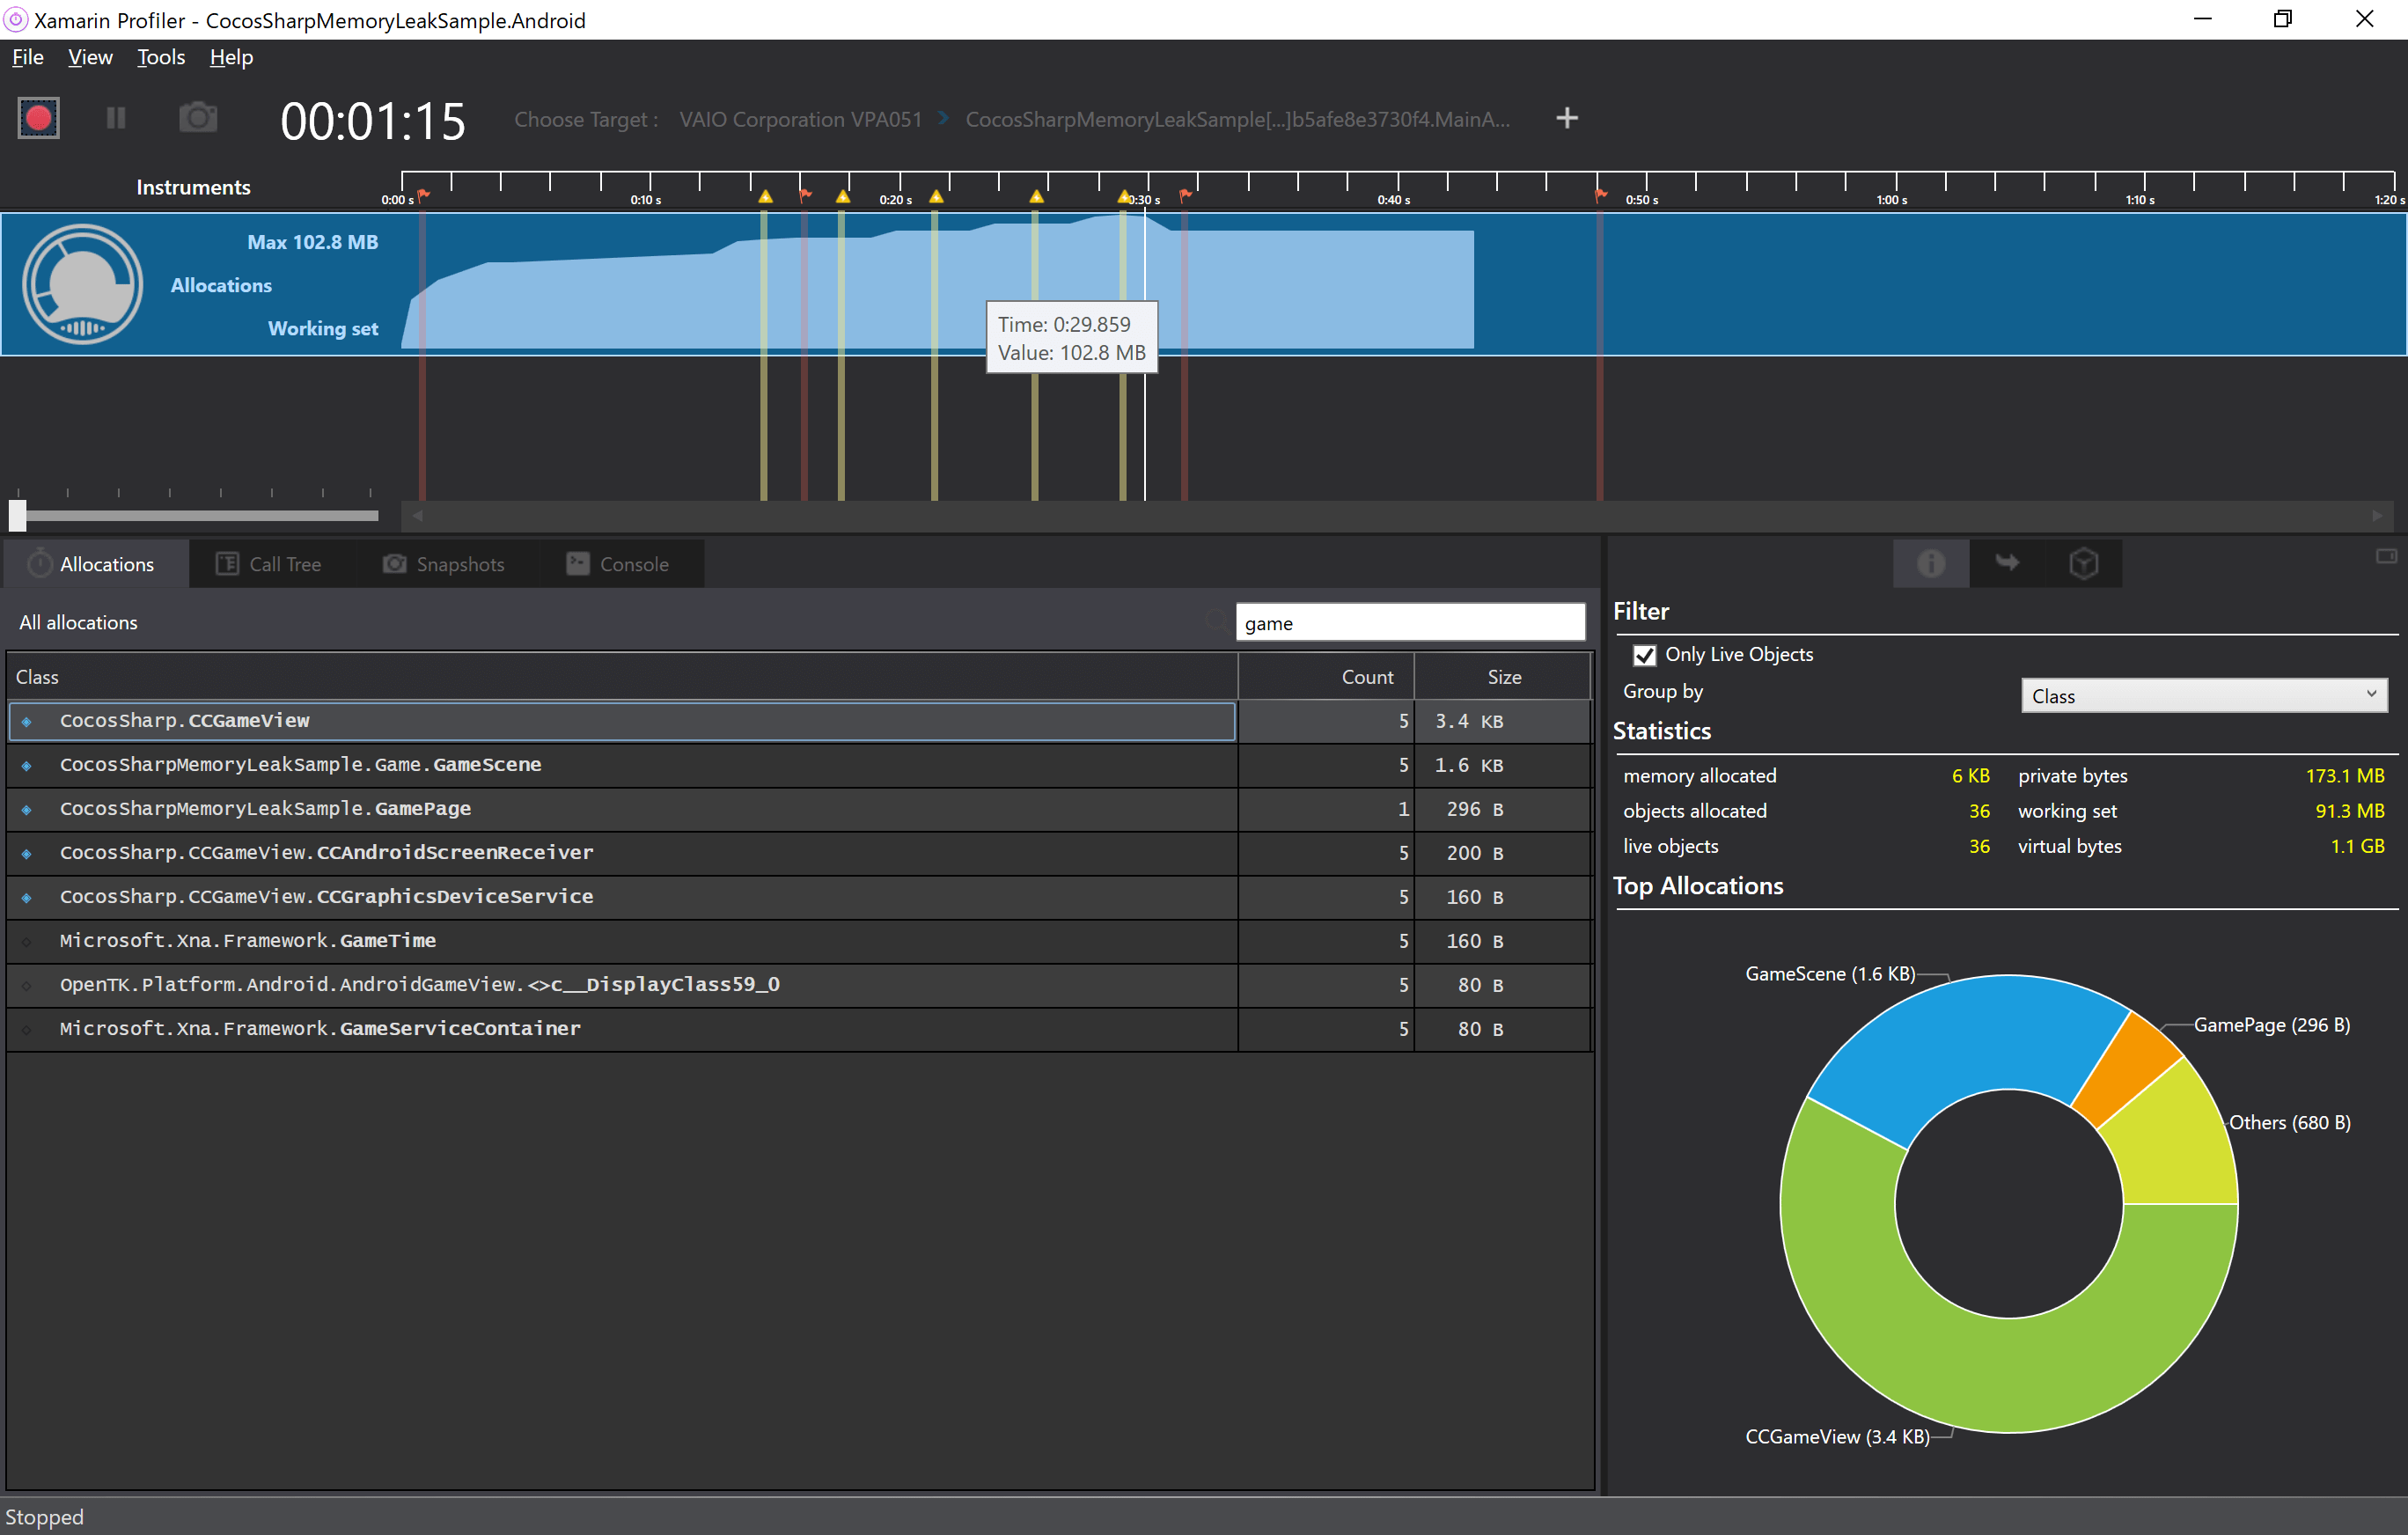 Xamarin Profiler - CocosSharpMemoryLeakSample.Android
File View Tools Help
00:01:15 Choose Target : VAIO Corporation VPA051 CocosSharpMemoryLeakSample[...]b5afe8e3730f4.MainA... +
Instruments
0:00 s 0:10 s 0:20 s 0:30 s 0:40 s 0:50 s 1:00 s 1:10 s 1:20 s
Max 102.8 MB
Allocations
Working set
Time: 0:29.859
Value: 102.8 MB
Allocations Call Tree Snapshots Console
All allocations game
Class Count Size
CocosSharp.CCGameView 5 3.4 KB
CocosSharpMemoryLeakSample.Game.GameScene 5 1.6 KB
CocosSharpMemoryLeakSample.GamePage 1 296 B
CocosSharp.CCGameView.CCAndroidScreenReceiver 5 200 B
CocosSharp.CCGameView.CCGraphicsDeviceService 5 160 B
Microsoft.Xna.Framework.GameTime 5 160 B
OpenTK.Platform.Android.AndroidGameView.<>c__DisplayClass59_0 5 80 B
Microsoft.Xna.Framework.GameServiceContainer 5 80 B
Filter
Only Live Objects
Group by Class
Statistics
memory allocated 6 KB private bytes 173.1 MB
objects allocated 36 working set 91.3 MB
live objects 36 virtual bytes 1.1 GB
Top Allocations
GameScene (1.6 KB)
GamePage (296 B)
Others (680 B)
CCGameView (3.4 KB)
Stopped